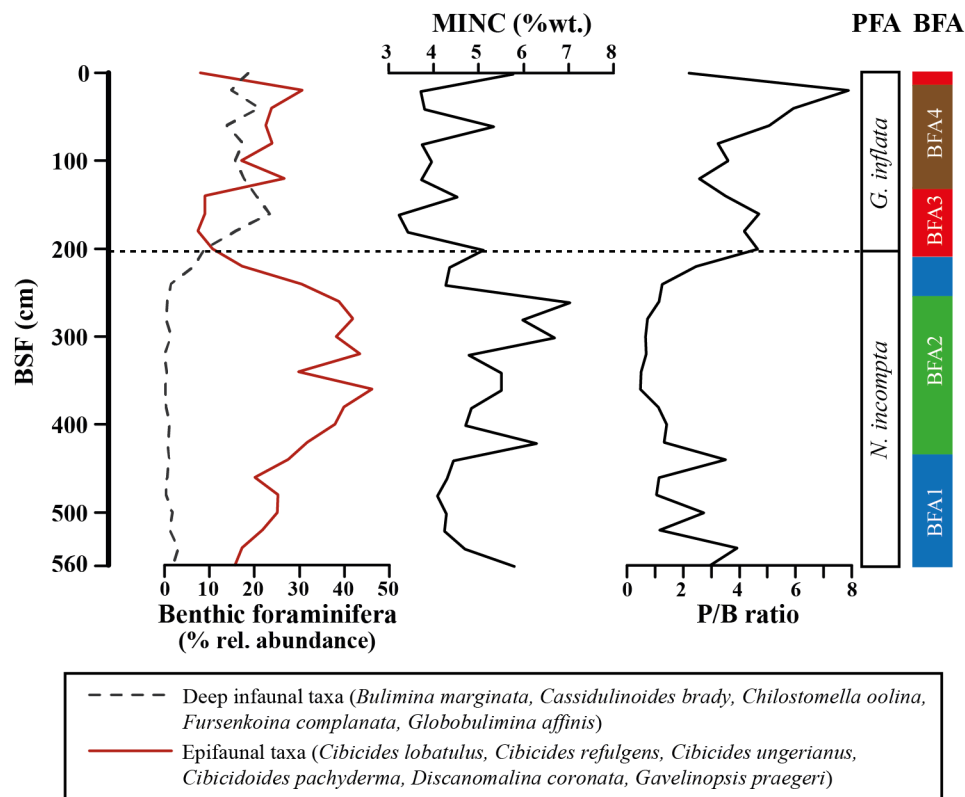 MINC (%wt.)
PFA BFA
3 4 5 6 7 8
0
100
200
300
400
500
560
BSF (cm)
G. inflata
N. incompta
BFA4
BFA3
BFA2
BFA1
0 10 20 30 40 50
Benthic foraminifera
(% rel. abundance)
0 2 4 6 8
P/B ratio
Deep infaunal taxa (Bulimina marginata, Cassidulinoides brady, Chilostomella oolina,
Fursenkoina complanata, Globobulimina affinis)
Epifaunal taxa (Cibicides lobatulus, Cibicides refulgens, Cibicides ungerianus,
Cibicidoides pachyderma, Discanomalina coronata, Gavelinopsis praegeri)